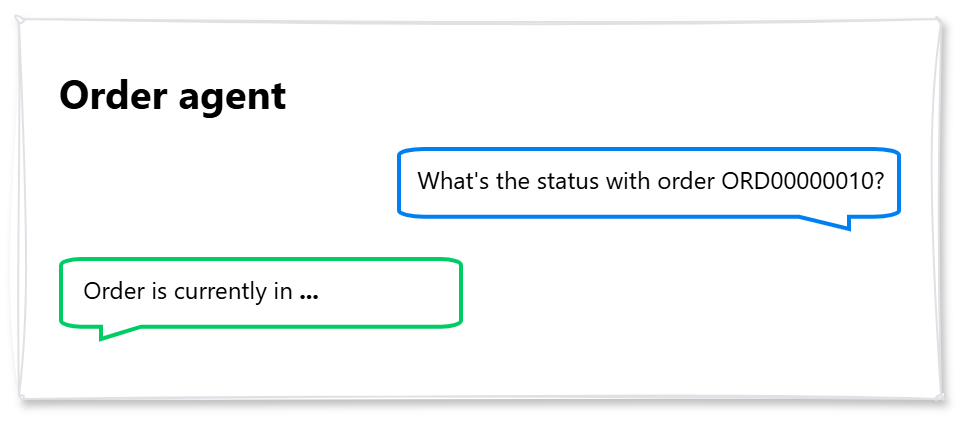 Order agent
What's the status with order ORD00000010?
Order is currently in ...